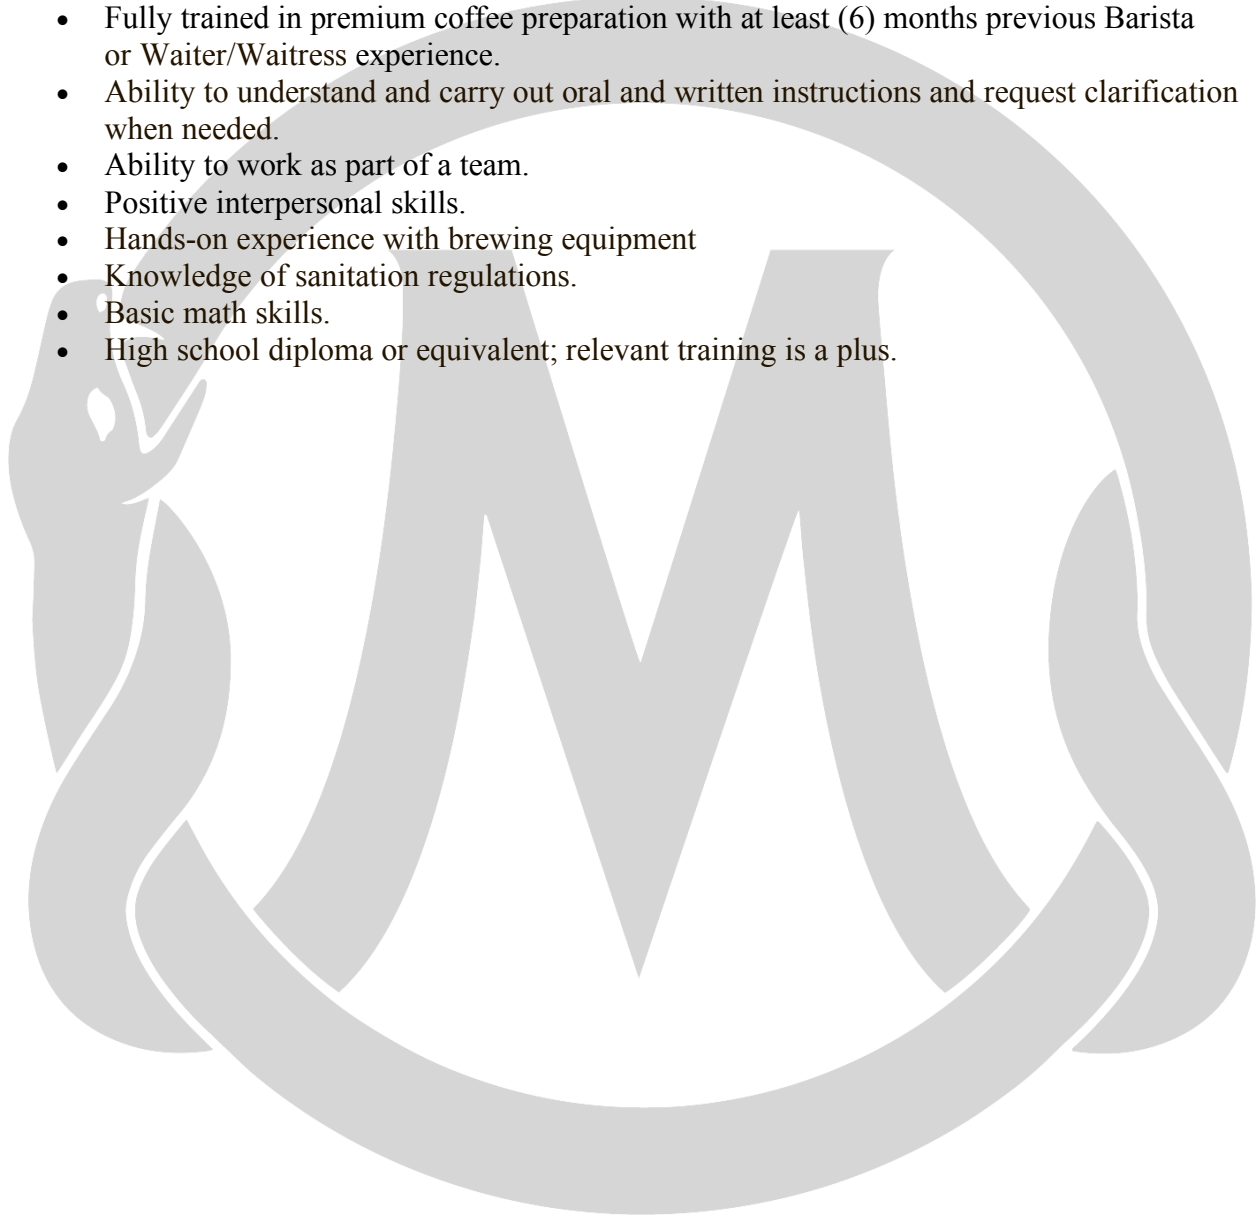 • Fully trained in premium coffee preparation with at least (6) months previous Barista
or Waiter/Waitress experience.
• Ability to understand and carry out oral and written instructions and request clarification
when needed.
• Ability to work as part of a team.
• Positive interpersonal skills.
• Hands-on experience with brewing equipment
• Knowledge of sanitation regulations.
• Basic math skills.
• High school diploma or equivalent; relevant training is a plus.
M